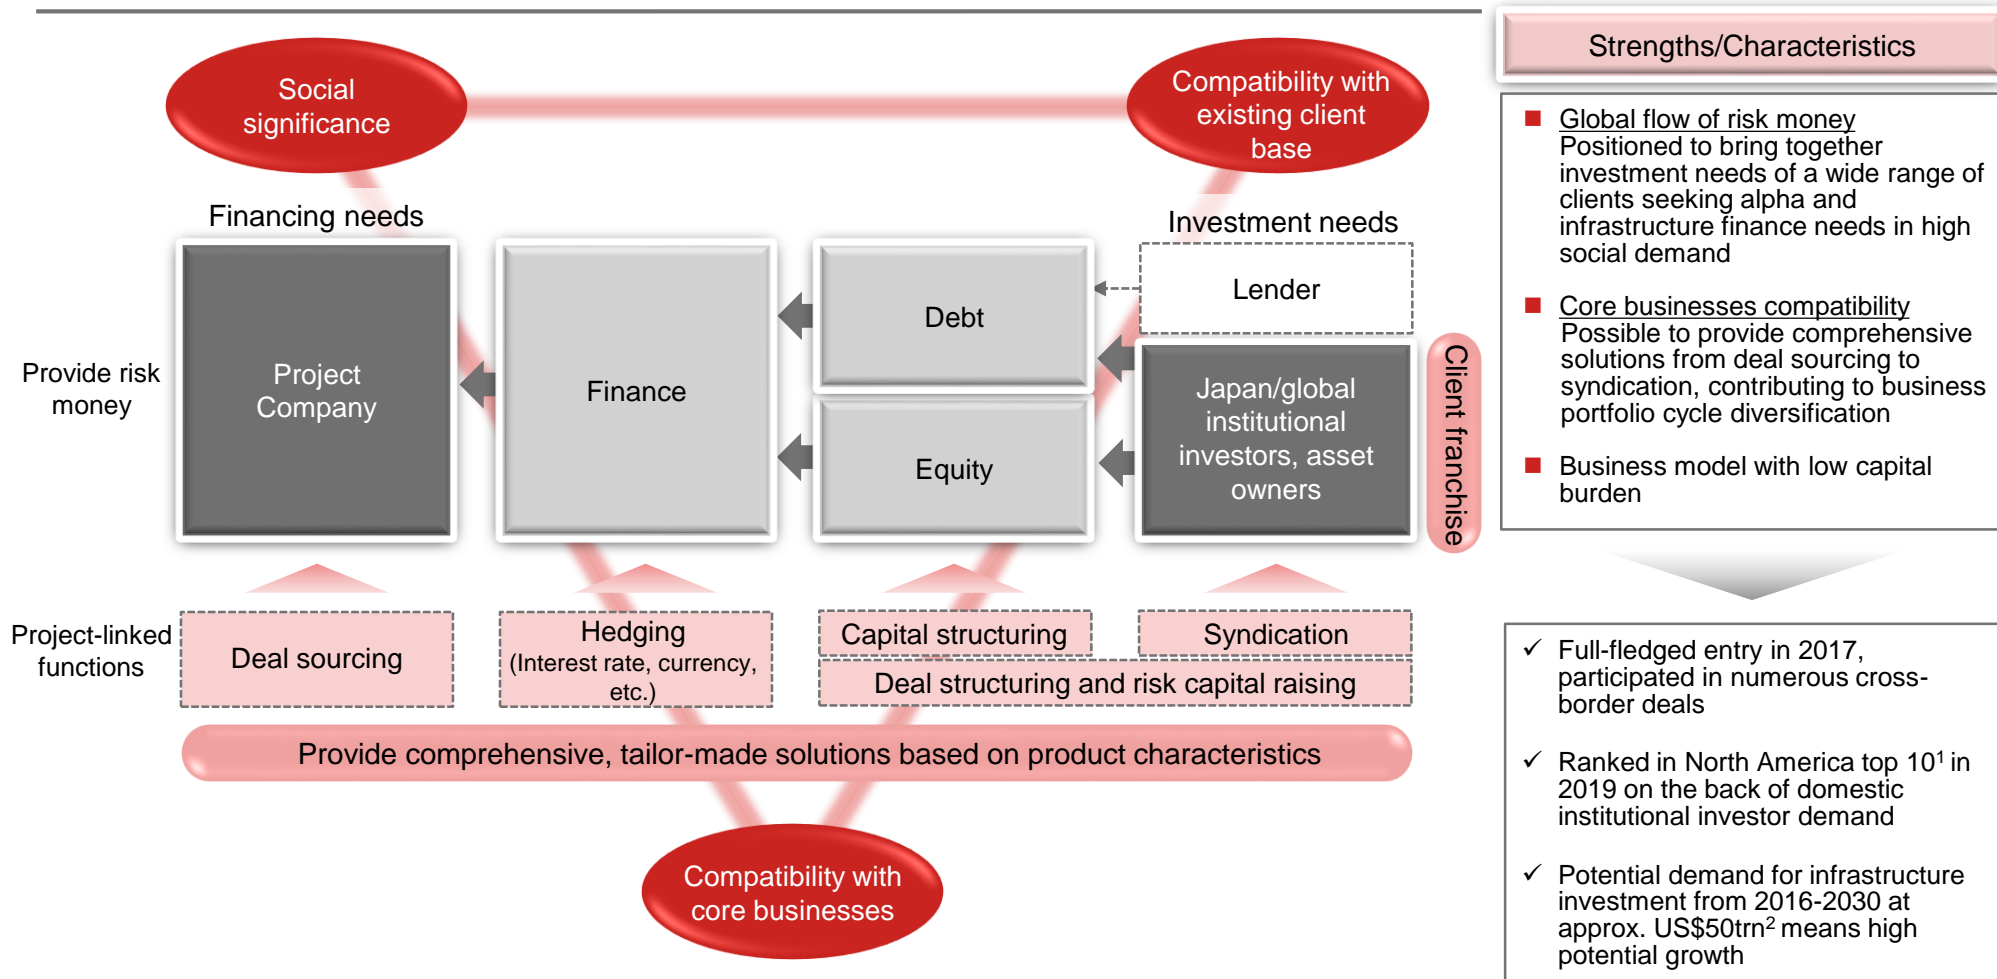 Social
significance
Compatibility with
existing client
base
Financing needs
Investment needs
Provide risk
money
Project
Company
Finance
Debt
Equity
Lender
Japan/global
institutional
investors, asset
owners
Client franchise
Project-linked
functions
Deal sourcing
Hedging
(Interest rate, currency,
etc.)
Capital structuring
Syndication
Deal structuring and risk capital raising
Provide comprehensive, tailor-made solutions based on product characteristics
Compatibility with
core businesses
Strengths/Characteristics
■ Global flow of risk money
Positioned to bring together
investment needs of a wide range of
clients seeking alpha and
infrastructure finance needs in high
social demand
■ Core businesses compatibility
Possible to provide comprehensive
solutions from deal sourcing to
syndication, contributing to business
portfolio cycle diversification
■ Business model with low capital
burden
✓ Full-fledged entry in 2017,
participated in numerous cross-
border deals
✓ Ranked in North America top 10¹ in
2019 on the back of domestic
institutional investor demand
✓ Potential demand for infrastructure
investment from 2016-2030 at
approx. US$50trn² means high
potential growth